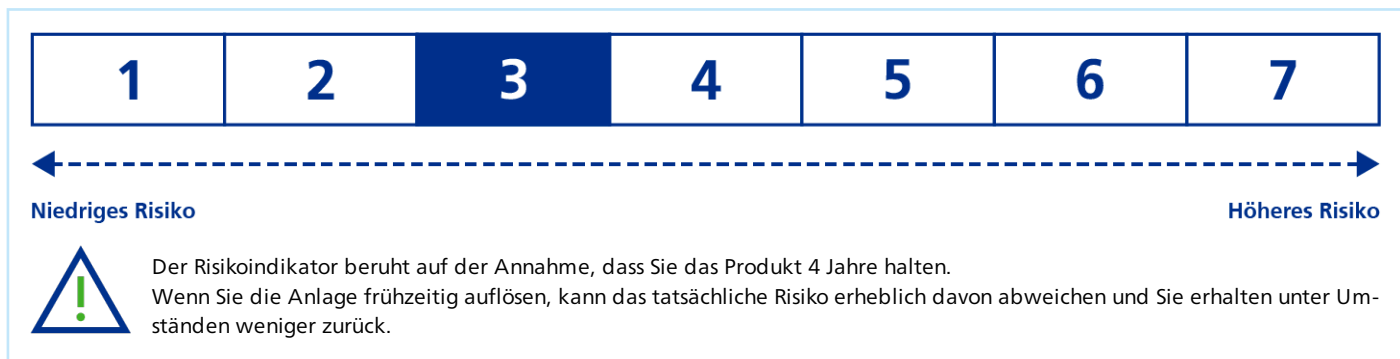 1 2 3 4 5 6 7
Niedriges Risiko Höheres Risiko
Der Risikoindikator beruht auf der Annahme, dass Sie das Produkt 4 Jahre halten.
Wenn Sie die Anlage frühzeitig auflösen, kann das tatsächliche Risiko erheblich davon abweichen und Sie erhalten unter Um-
ständen weniger zurück.